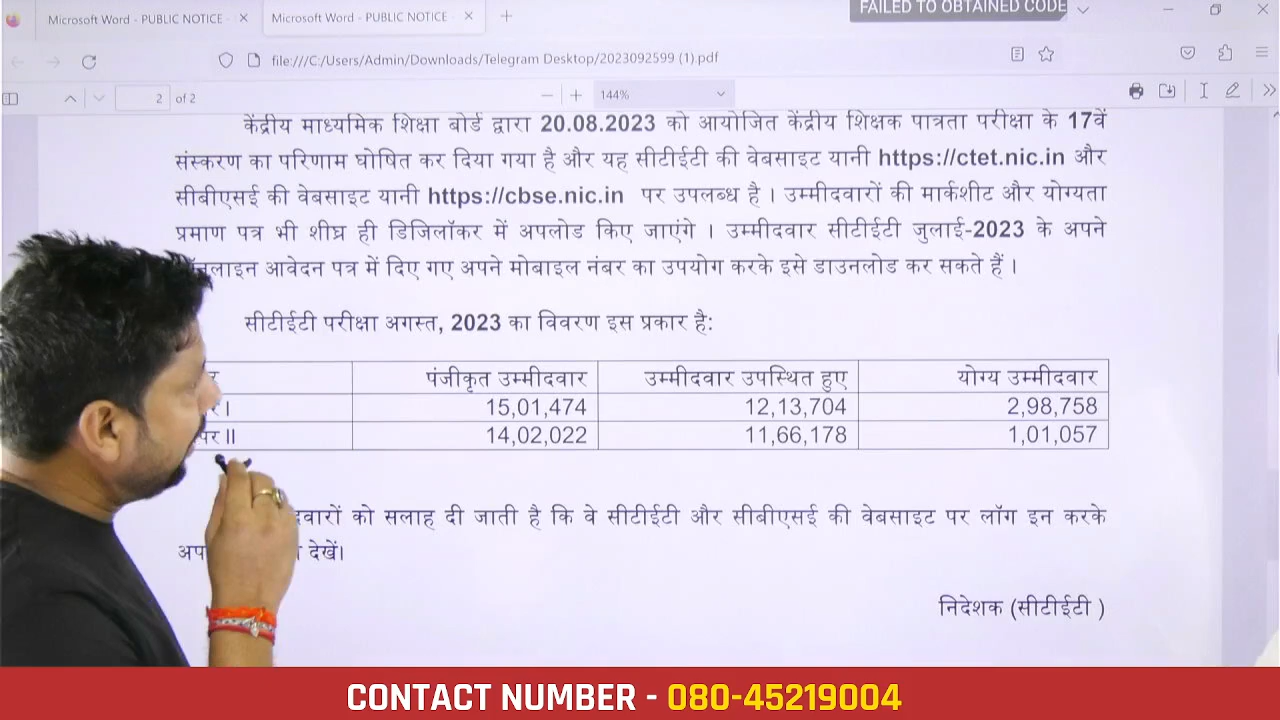 Microsoft Word - PUBLIC NOTICE
Microsoft Word - PUBLIC NOTICE
FAILED TO OBTAINED CODE
file:///C:/Users/Admin/Downloads/Telegram Desktop/2023092599 (1).pdf
2 of 2
144%
केंद्रीय माध्यमिक शिक्षा बोर्ड द्वारा 20.08.2023 को आयोजित केंद्रीय शिक्षक पात्रता परीक्षा के 17वें
संस्करण का परिणाम घोषित कर दिया गया है और यह सीटीईटी की वेबसाइट यानी https://ctet.nic.in और
सीबीएसई की वेबसाइट यानी https://cbse.nic.in पर उपलब्ध है । उम्मीदवारों की मार्कशीट और योग्यता
प्रमाण पत्र भी शीघ्र ही डिजिलॉकर में अपलोड किए जाएंगे । उम्मीदवार सीटीईटी जुलाई-2023 के अपने
आवेदन पत्र में दिए गए अपने मोबाइल नंबर का उपयोग करके इसे डाउनलोड कर सकते हैं ।
सीटीईटी परीक्षा अगस्त, 2023 का विवरण इस प्रकार है:
पंजीकृत उम्मीदवार उम्मीदवार उपस्थित हुए योग्य उम्मीदवार
I 15,01,474 12,13,704 2,98,758
II 14,02,022 11,66,178 1,01,057
को सलाह दी जाती है कि वे सीटीईटी और सीबीएसई की वेबसाइट पर लॉग इन करके
देखें।
निदेशक (सीटीईटी )
CONTACT NUMBER - 080-45219004